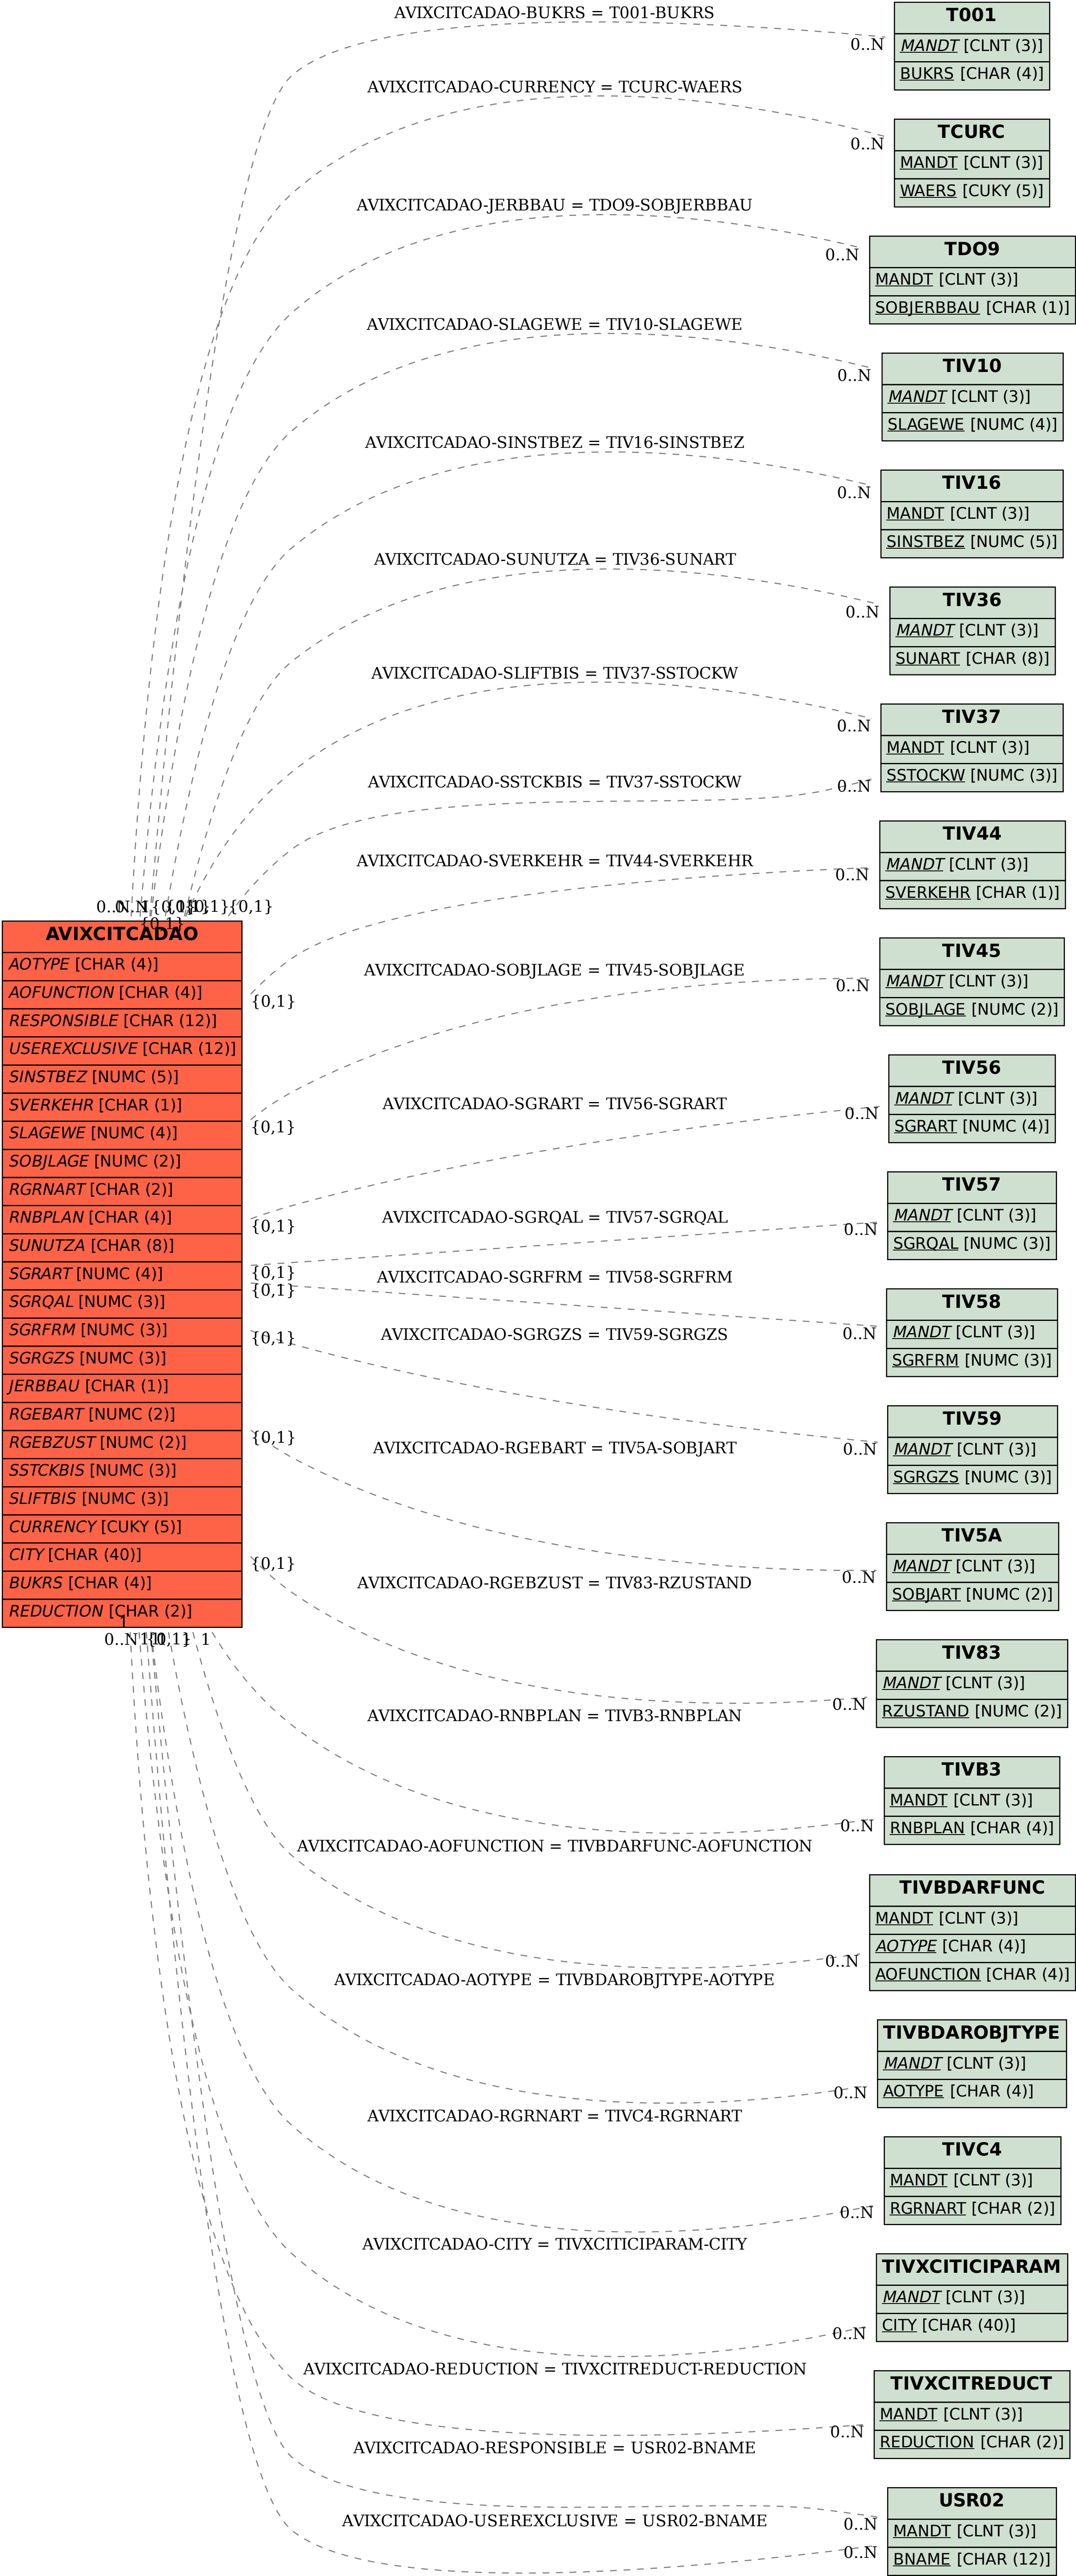 AVIXCITCADAO-BUKRS = T001-BUKRS
0..N
T001
MANDT [CLNT (3)]
BUKRS [CHAR (4)]
AVIXCITCADAO-CURRENCY = TCURC-WAERS
0..N
TCURC
MANDT [CLNT (3)]
WAERS [CUKY (5)]
AVIXCITCADAO-JERBBAU = TDO9-SOBJERBBAU
0..N
TDO9
MANDT [CLNT (3)]
SOBJERBBAU [CHAR (1)]
AVIXCITCADAO-SLAGEWE = TIV10-SLAGEWE
0..N
TIV10
MANDT [CLNT (3)]
SLAGEWE [NUMC (4)]
AVIXCITCADAO-SINSTBEZ = TIV16-SINSTBEZ
0..N
TIV16
MANDT [CLNT (3)]
SINSTBEZ [NUMC (5)]
AVIXCITCADAO-SUNUTZA = TIV36-SUNART
0..N
TIV36
MANDT [CLNT (3)]
SUNART [CHAR (8)]
AVIXCITCADAO-SLIFTBIS = TIV37-SSTOCKW
0..N
TIV37
MANDT [CLNT (3)]
SSTOCKW [NUMC (3)]
AVIXCITCADAO-SSTCKBIS = TIV37-SSTOCKW
0..N
AVIXCITCADAO-SVERKEHR = TIV44-SVERKEHR
0..N
TIV44
MANDT [CLNT (3)]
SVERKEHR [CHAR (1)]
AVIXCITCADAO-SOBJLAGE = TIV45-SOBJLAGE
0..N
TIV45
MANDT [CLNT (3)]
SOBJLAGE [NUMC (2)]
AVIXCITCADAO-SGRART = TIV56-SGRART
0..N
TIV56
MANDT [CLNT (3)]
SGRART [NUMC (4)]
AVIXCITCADAO-SGRQAL = TIV57-SGRQAL
0..N
TIV57
MANDT [CLNT (3)]
SGRQAL [NUMC (3)]
AVIXCITCADAO-SGRFRM = TIV58-SGRFRM
0..N
TIV58
MANDT [CLNT (3)]
SGRFRM [NUMC (3)]
AVIXCITCADAO-SGRGZS = TIV59-SGRGZS
0..N
TIV59
MANDT [CLNT (3)]
SGRGZS [NUMC (3)]
AVIXCITCADAO-RGEBART = TIV5A-SOBJART
0..N
TIV5A
MANDT [CLNT (3)]
SOBJART [NUMC (2)]
AVIXCITCADAO-RGEBZUST = TIV83-RZUSTAND
0..N
TIV83
MANDT [CLNT (3)]
RZUSTAND [NUMC (2)]
AVIXCITCADAO-RNBPLAN = TIVB3-RNBPLAN
0..N
TIVB3
MANDT [CLNT (3)]
RNBPLAN [CHAR (4)]
AVIXCITCADAO-AOFUNCTION = TIVBDARFUNC-AOFUNCTION
0..N
TIVBDARFUNC
MANDT [CLNT (3)]
AOTYPE [CHAR (4)]
AOFUNCTION [CHAR (4)]
AVIXCITCADAO-AOTYPE = TIVBDAROBJTYPE-AOTYPE
0..N
TIVBDAROBJTYPE
MANDT [CLNT (3)]
AOTYPE [CHAR (4)]
AVIXCITCADAO-RGRNART = TIVC4-RGRNART
0..N
TIVC4
MANDT [CLNT (3)]
RGRNART [CHAR (2)]
AVIXCITCADAO-CITY = TIVXCITICIPARAM-CITY
0..N
TIVXCITICIPARAM
MANDT [CLNT (3)]
CITY [CHAR (40)]
AVIXCITCADAO-REDUCTION = TIVXCITREDUCT-REDUCTION
0..N
TIVXCITREDUCT
MANDT [CLNT (3)]
REDUCTION [CHAR (2)]
AVIXCITCADAO-RESPONSIBLE = USR02-BNAME
0..N
USR02
MANDT [CLNT (3)]
BNAME [CHAR (12)]
AVIXCITCADAO-USEREXCLUSIVE = USR02-BNAME
0..N
{0,1}
AVIXCITCADAO
AOTYPE [CHAR (4)]
AOFUNCTION [CHAR (4)]
RESPONSIBLE [CHAR (12)]
USEREXCLUSIVE [CHAR (12)]
SINSTBEZ [NUMC (5)]
SVERKEHR [CHAR (1)]
SLAGEWE [NUMC (4)]
SOBJLAGE [NUMC (2)]
RGRNART [CHAR (2)]
RNBPLAN [CHAR (4)]
SUNUTZA [CHAR (8)]
SGRART [NUMC (4)]
SGRQAL [NUMC (3)]
SGRFRM [NUMC (3)]
SGRGZS [NUMC (3)]
JERBBAU [CHAR (1)]
RGEBART [NUMC (2)]
RGEBZUST [NUMC (2)]
SSTCKBIS [NUMC (3)]
SLIFTBIS [NUMC (3)]
CURRENCY [CUKY (5)]
CITY [CHAR (40)]
BUKRS [CHAR (4)]
REDUCTION [CHAR (2)]
{0,1}
{0,1}
{0,1}
{0,1}
{0,1}
{0,1}
{0,1}
{0,1}
1
0..N
1